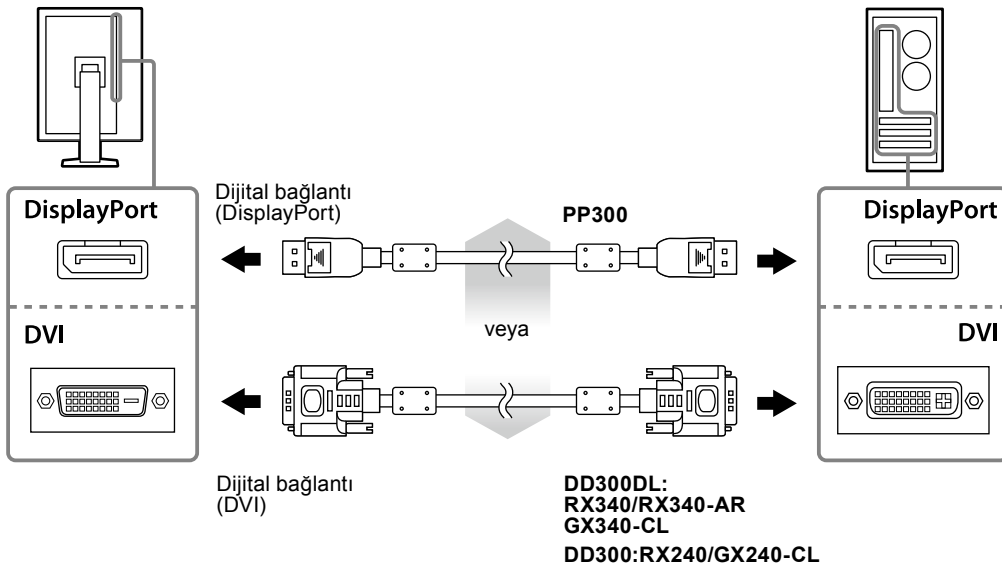 DisplayPort
DVI
Dijital bağlantı
(DisplayPort)
PP300
veya
Dijital bağlantı
(DVI)
DD300DL:
RX340/RX340-AR
GX340-CL
DD300:RX240/GX240-CL
DisplayPort
DVI